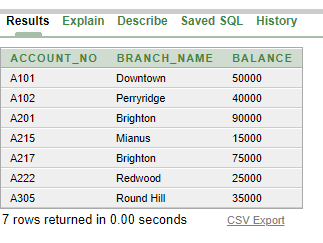 Results Explain Describe Saved SQL History
ACCOUNT_NO BRANCH_NAME BALANCE
A101 Downtown 50000
A102 Perryridge 40000
A201 Brighton 90000
A215 Mianus 15000
A217 Brighton 75000
A222 Redwood 25000
A305 Round Hill 35000
7 rows returned in 0.00 seconds CSV Export